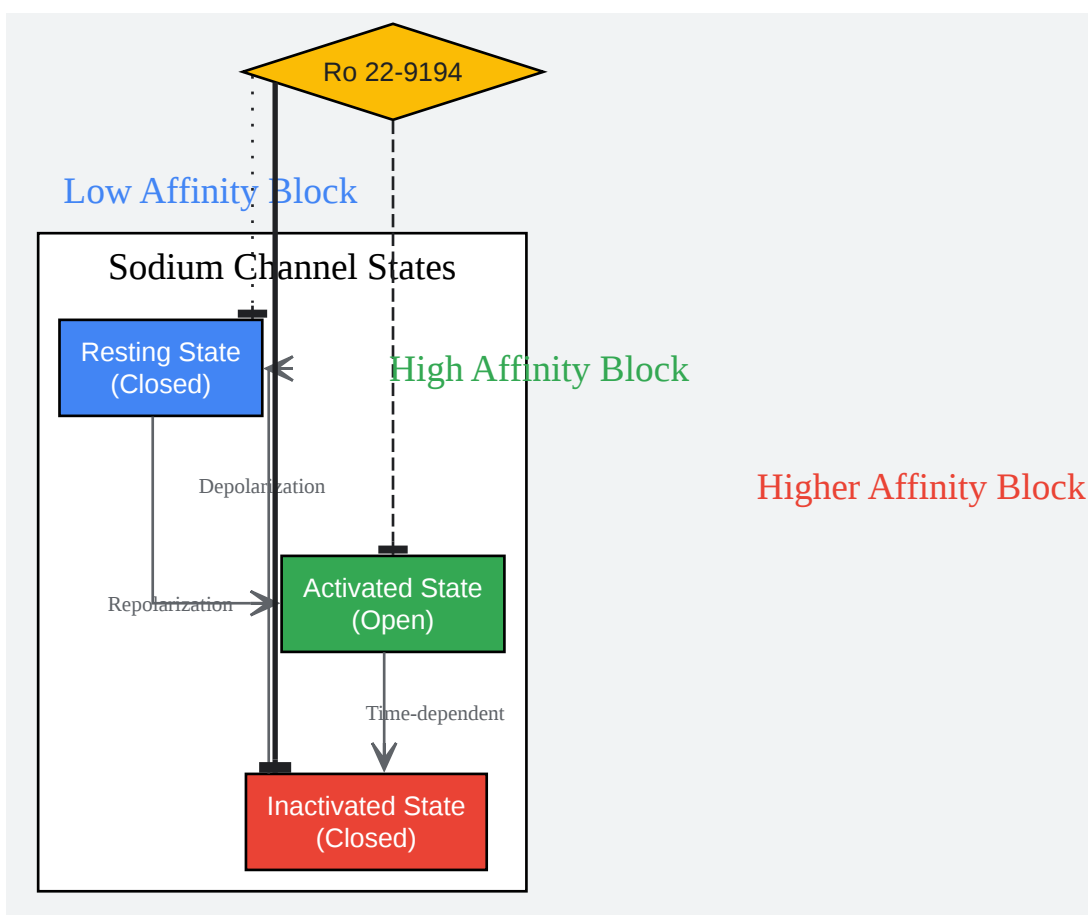 Ro 22-9194
Low Affinity Block
Sodium Channel States
Resting State
(Closed)
High Affinity Block
Depolarization
Higher Affinity Block
Activated State
(Open)
Repolarization
Time-dependent
Inactivated State
(Closed)